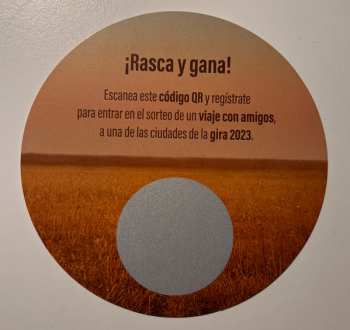 ¡Rasca y gana!
Escanea este código QR y regístrate
para entrar en el sorteo de un viaje con amigos,
a una de las ciudades de la gira 2023.